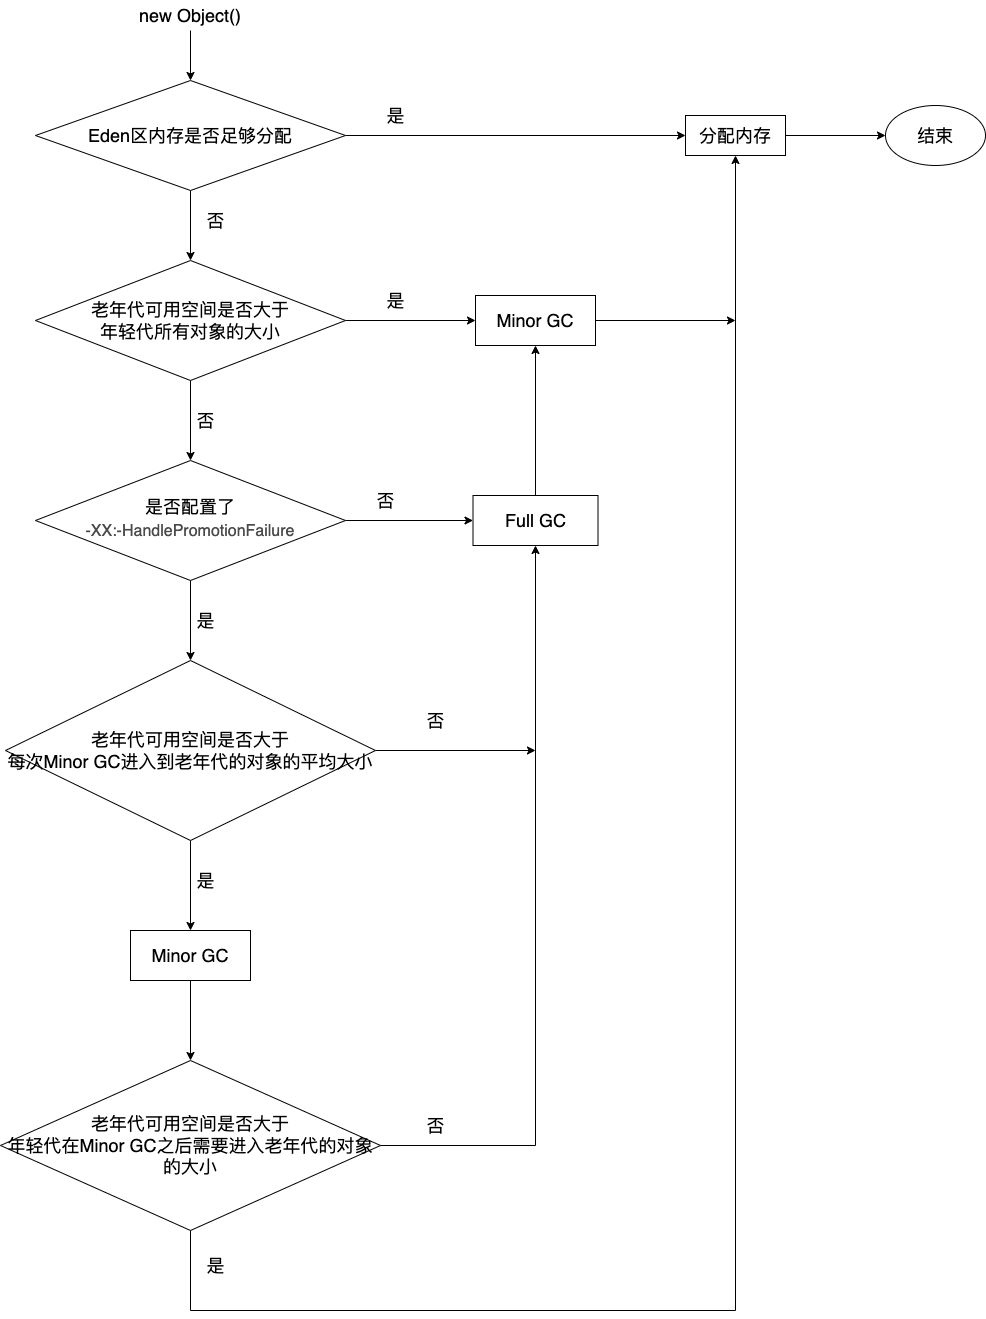 new Object()
Eden区内存是否足够分配
是
分配内存
结束
否
老年代可用空间是否大于
年轻代所有对象的大小
是
Minor GC
否
是否配置了
-XX:-HandlePromotionFailure
否
Full GC
是
老年代可用空间是否大于
每次Minor GC进入到老年代的对象的平均大小
否
是
Minor GC
老年代可用空间是否大于
年轻代在Minor GC之后需要进入老年代的对象
的大小
否
是